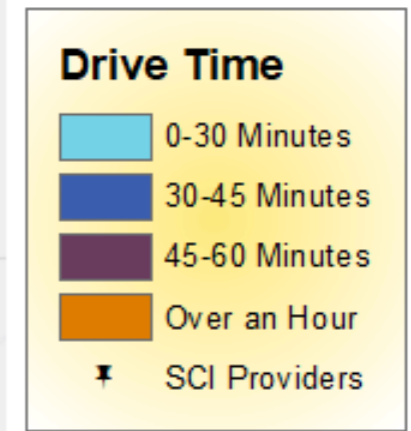 Drive Time
0-30 Minutes
30-45 Minutes
45-60 Minutes
Over an Hour
SCI Providers